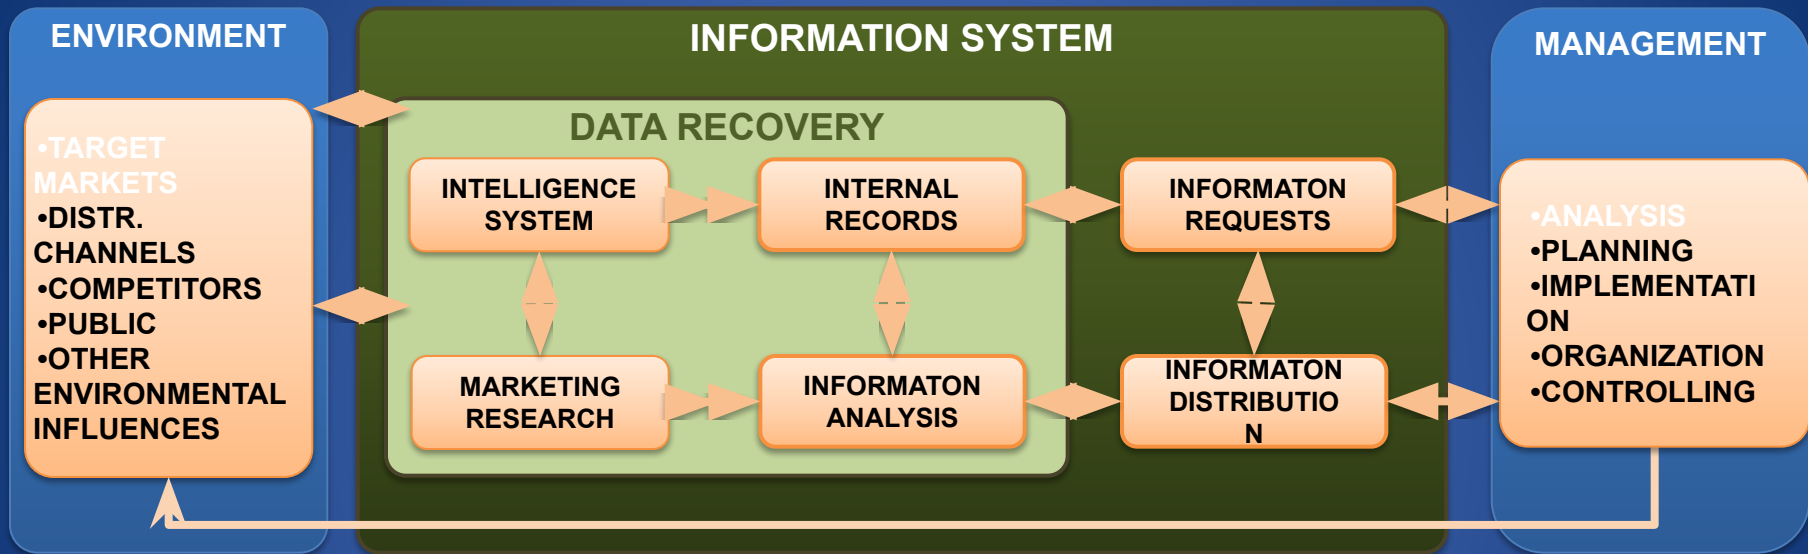 ENVIRONMENT
•TARGET
MARKETS
•DISTR.
CHANNELS
•COMPETITORS
•PUBLIC
•OTHER
ENVIRONMENTAL
INFLUENCES
INFORMATION SYSTEM
DATA RECOVERY
INTELLIGENCE
SYSTEM
INTERNAL
RECORDS
MARKETING
RESEARCH
INFORMATON
ANALYSIS
INFORMATON
REQUESTS
INFORMATON
DISTRIBUTIO
N
MANAGEMENT
•ANALYSIS
•PLANNING
•IMPLEMENTATI
ON
•ORGANIZATION
•CONTROLLING